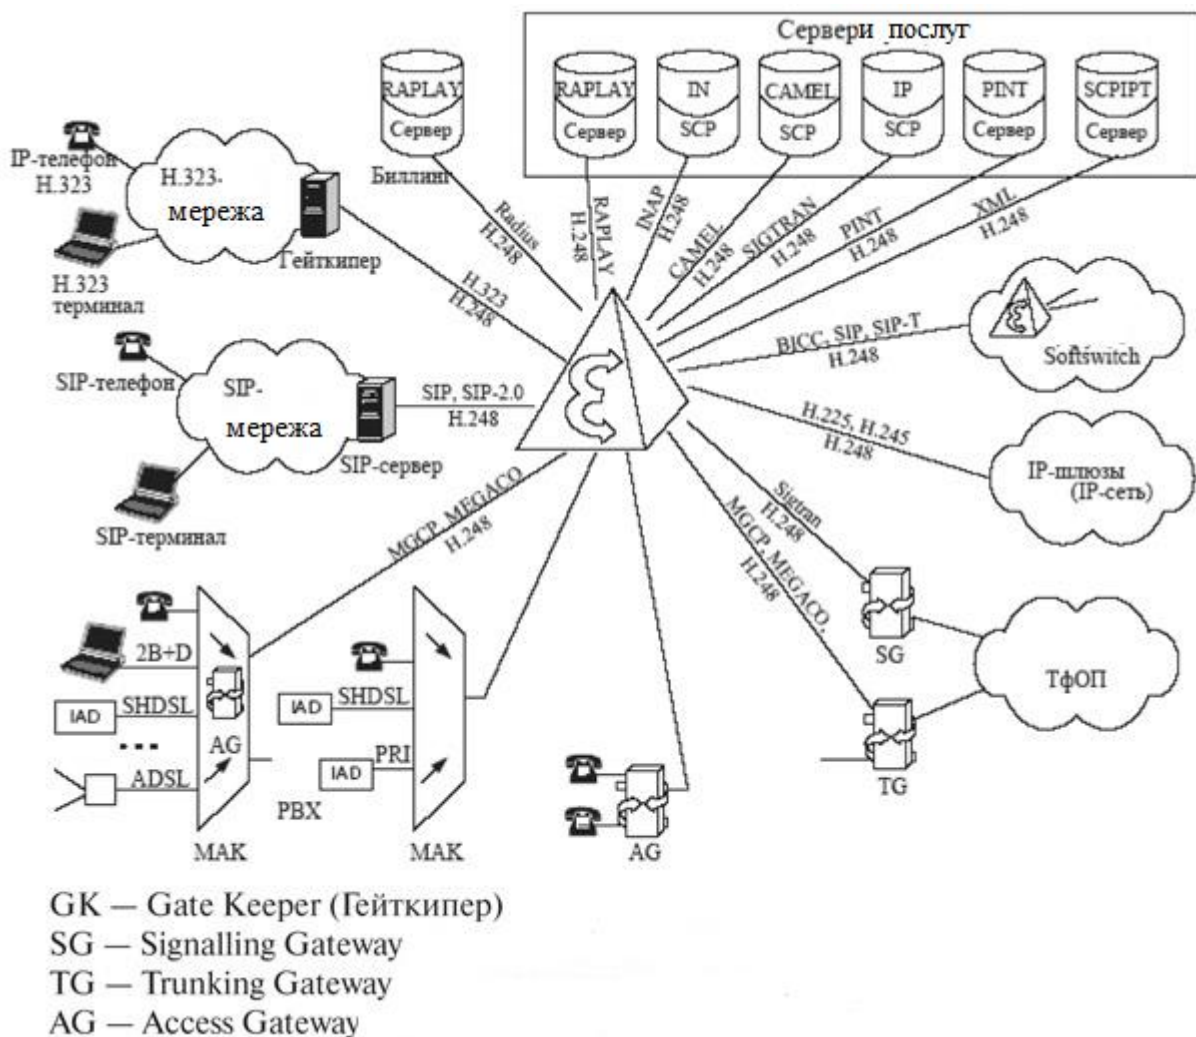 Сервери послуг
RAPLAY
Сервер
Биллинг
RAPLAY
Сервер
IN
SCP
CAMEL
SCP
IP
SCP
PINT
Сервер
SCPIPT
Сервер
IP-телефон
H.323
H.323-
мережа
Гейткипер
H.323
терминал
Radius
H.248
RAPLAY
H.248
INAP
H.248
CAMEL
H.248
SIGTRAN
H.248
PINT
H.248
XML
H.248
H.323
H.248
SIP-телефон
SIP-
мережа
SIP-сервер
SIP-терминал
SIP, SIP-2.0
H.248
BICC, SIP, SIP-T
H.248
Softswitch
H.225, H.245
H.248
IP-шлюзы
(IP-сеть)
MGCP, MEGACO
H.248
Sigtran
H.248
MGCP, MEGACO,
H.248
SG
ТфОП
TG
2B+D
IAD
SHDSL
...
ADSL
AG
МАК
IAD
SHDSL
IAD
PRI
PBX
МАК
AG
GK — Gate Keeper (Гейткипер)
SG — Signalling Gateway
TG — Trunking Gateway
AG — Access Gateway